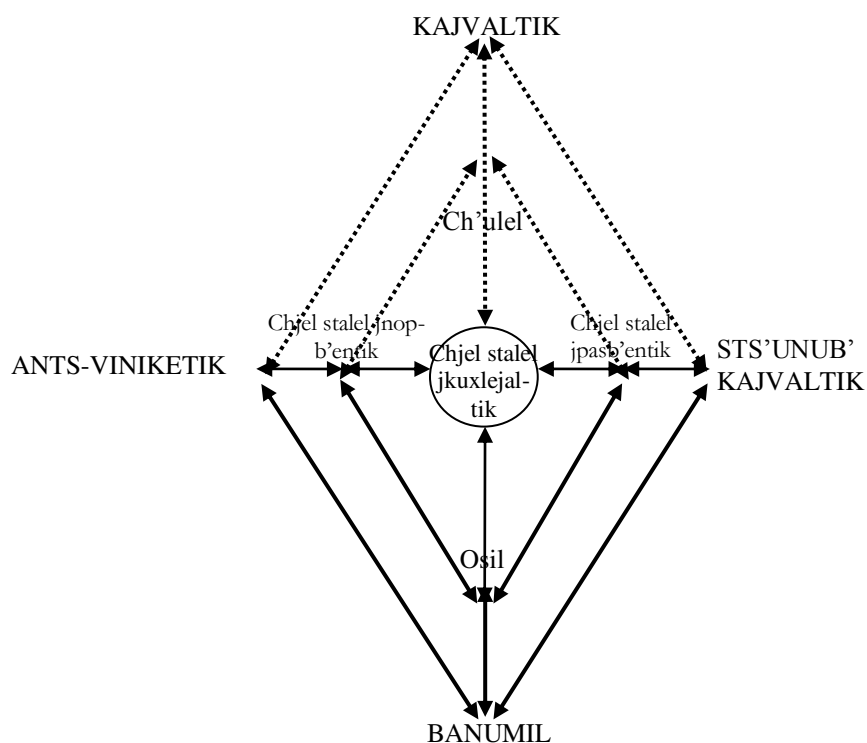 KAJVALTIK
Ch’ulel
Chjel stalel jnop-
b’entik
Chjel stalel
jpasb’entik
ANTS-VINIKETIK
Chjel stalel
jkuxlejal-
tik
STS’UNUB’
KAJVALTIK
Osil
BANUMIL